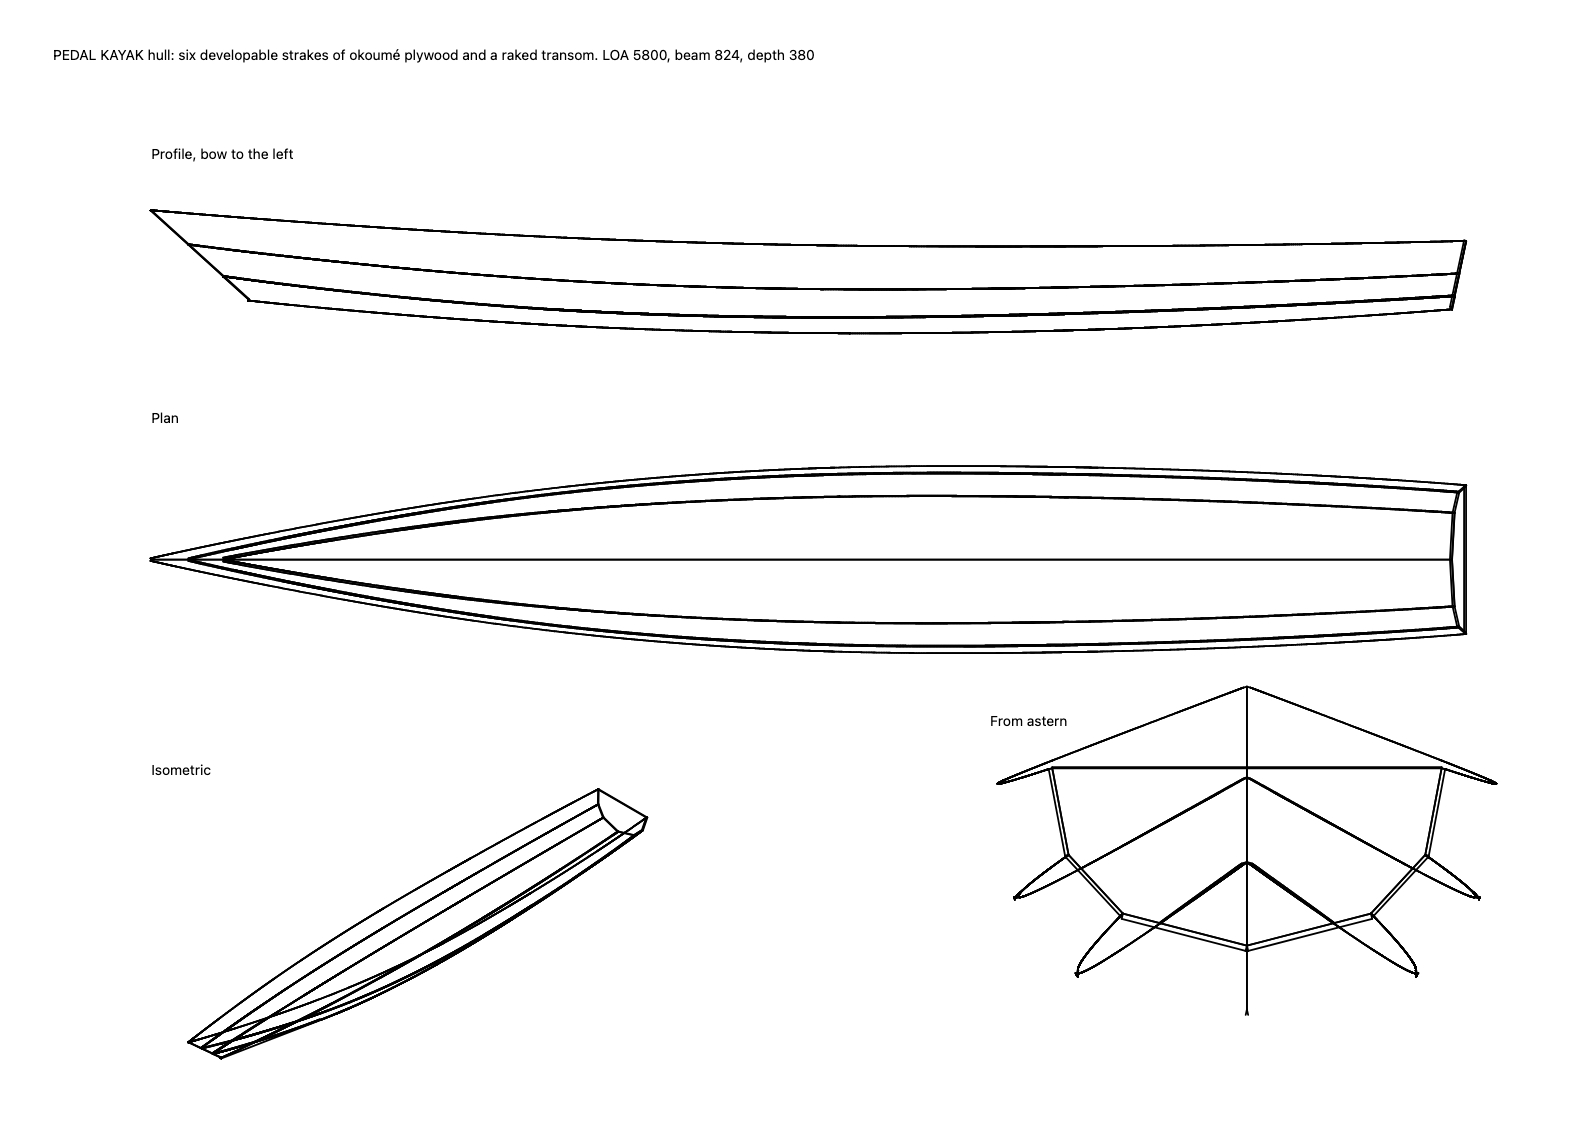 PEDAL KAYAK hull: six developable strakes of okoumé plywood and a raked transom. LOA 5800, beam 824, depth 380
Profile, bow to the left
Plan
From astern
Isometric